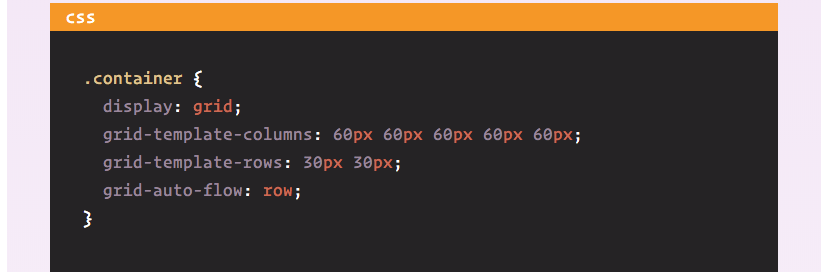 css
.container {
display: grid;
grid-template-columns: 60px 60px 60px 60px 60px;
grid-template-rows: 30px 30px;
grid-auto-flow: row;
}